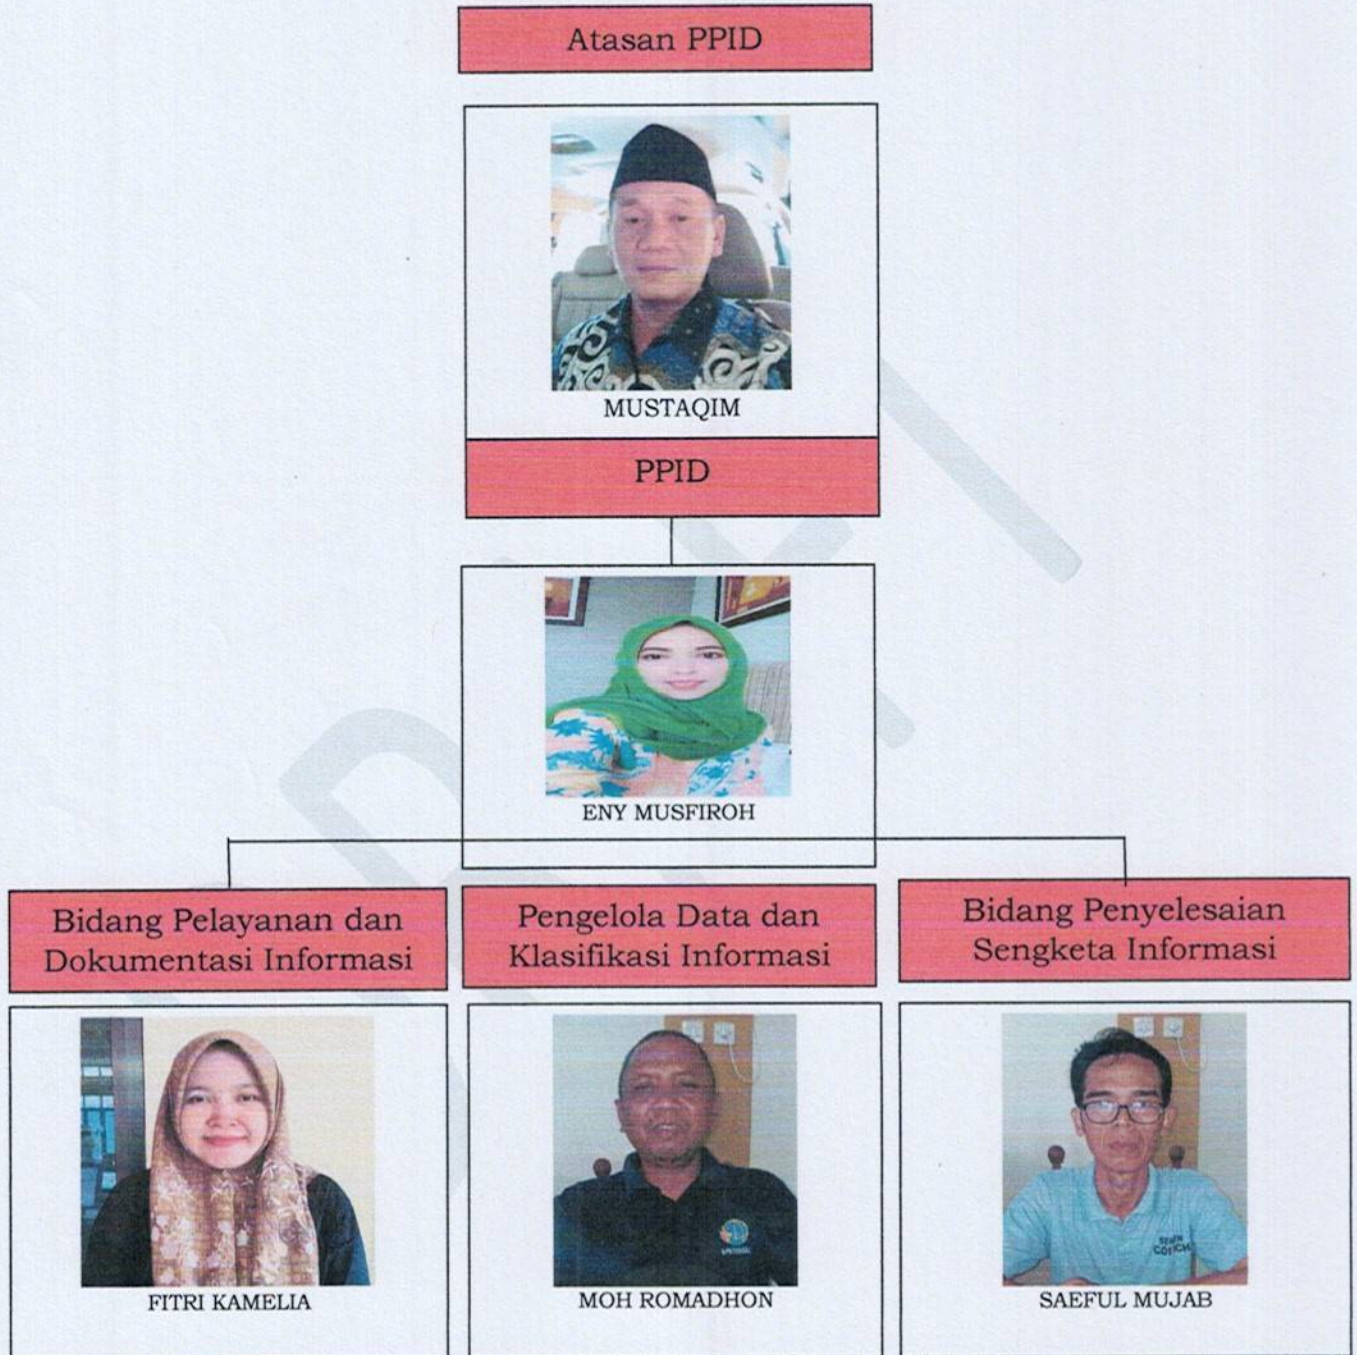 Atasan PPID
MUSTAQIM
PPID
ENY MUSFIROH
Bidang Pelayanan dan
Dokumentasi Informasi
Pengelola Data dan
Klasifikasi Informasi
Bidang Penyelesaian
Sengketa Informasi
FITRI KAMELIA
MOH ROMADHON
SAEFUL MUJAB